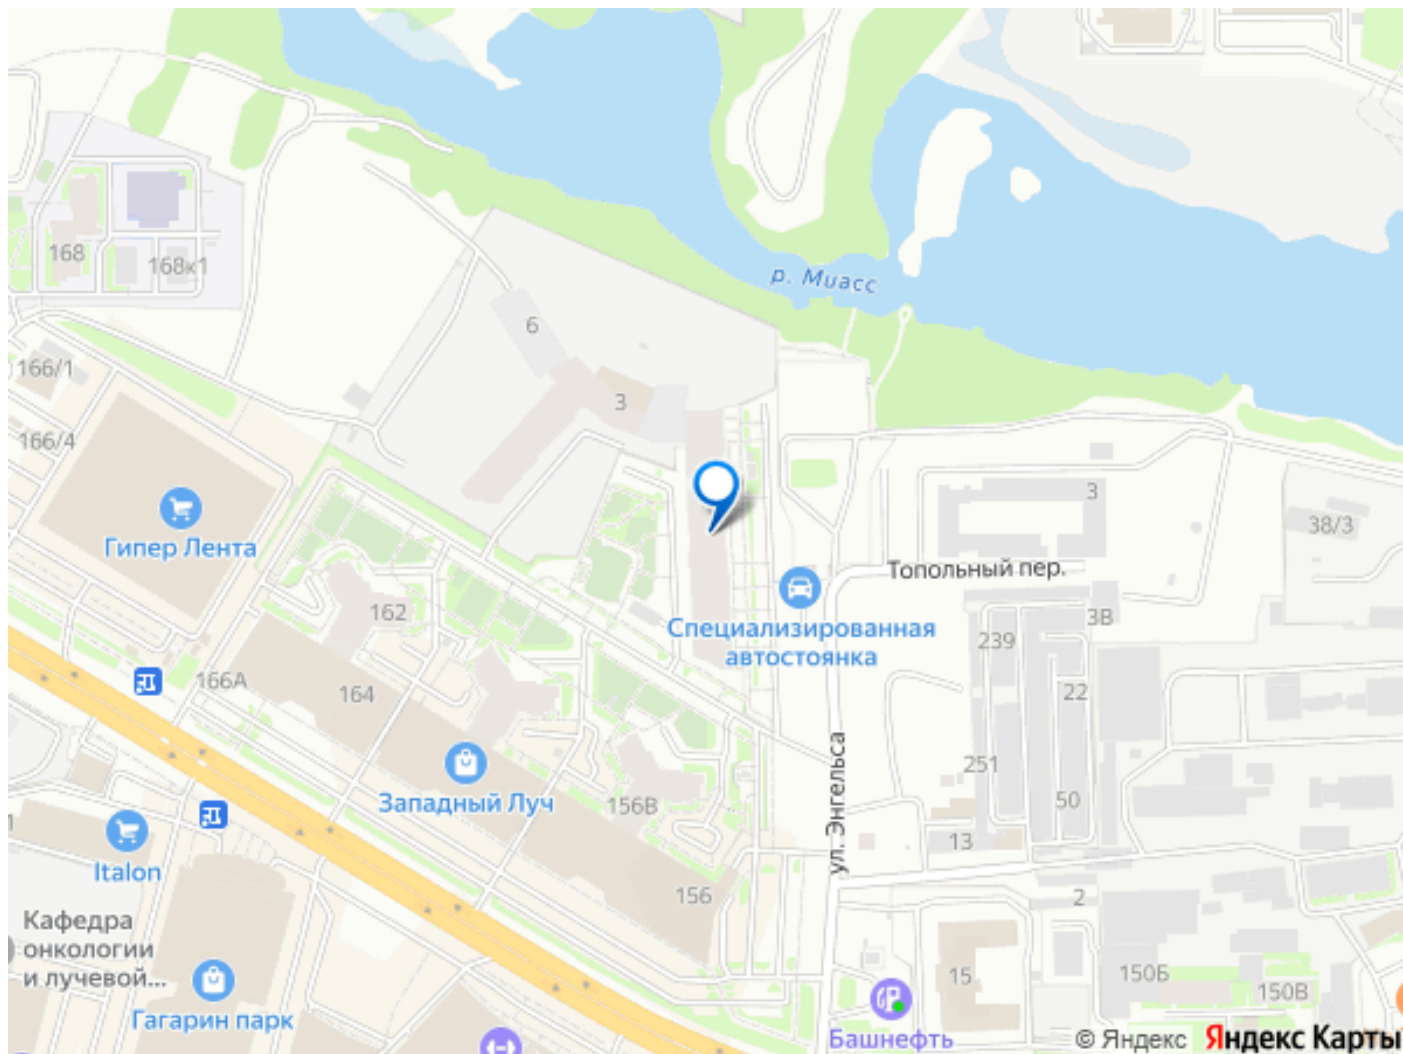 р. Миасс
168
168к1
6
166/1
3
166/4
3
38/3
Гипер Лента
Топольный пер.
162
3В
Специализированная
автостоянка
239
166А
164
22
ул. Энгельса
251
Западный Луч
156В
50
13
Italon
156
2
Кафедра
онкологии
и лучевой...
15
150Б
150В
Гагарин парк
Башнефть
© Яндекс Яндекс Карты